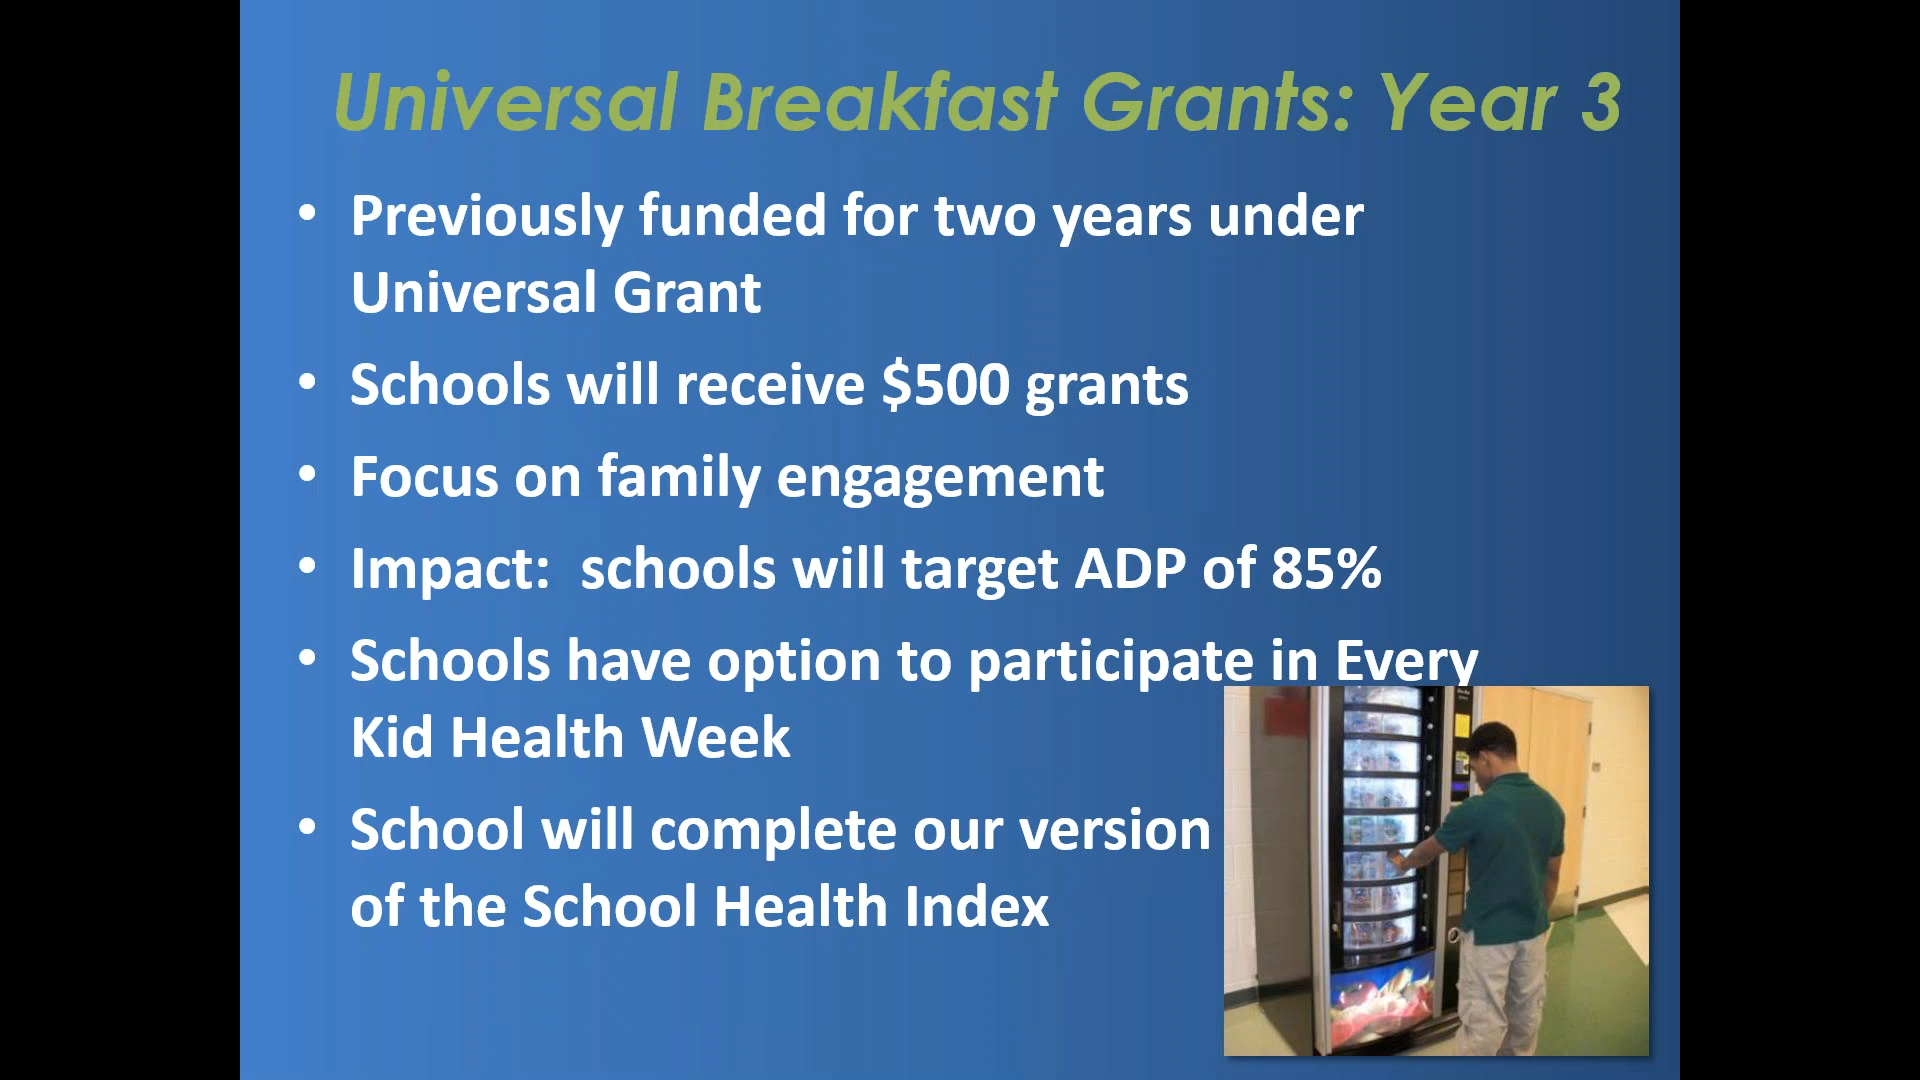 Universal Breakfast Grants: Year 3
• Previously funded for two years under
Universal Grant
• Schools will receive $500 grants
• Focus on family engagement
• Impact:  schools will target ADP of 85%
• Schools have option to participate in Every
Kid Health Week
• School will complete our version
of the School Health Index